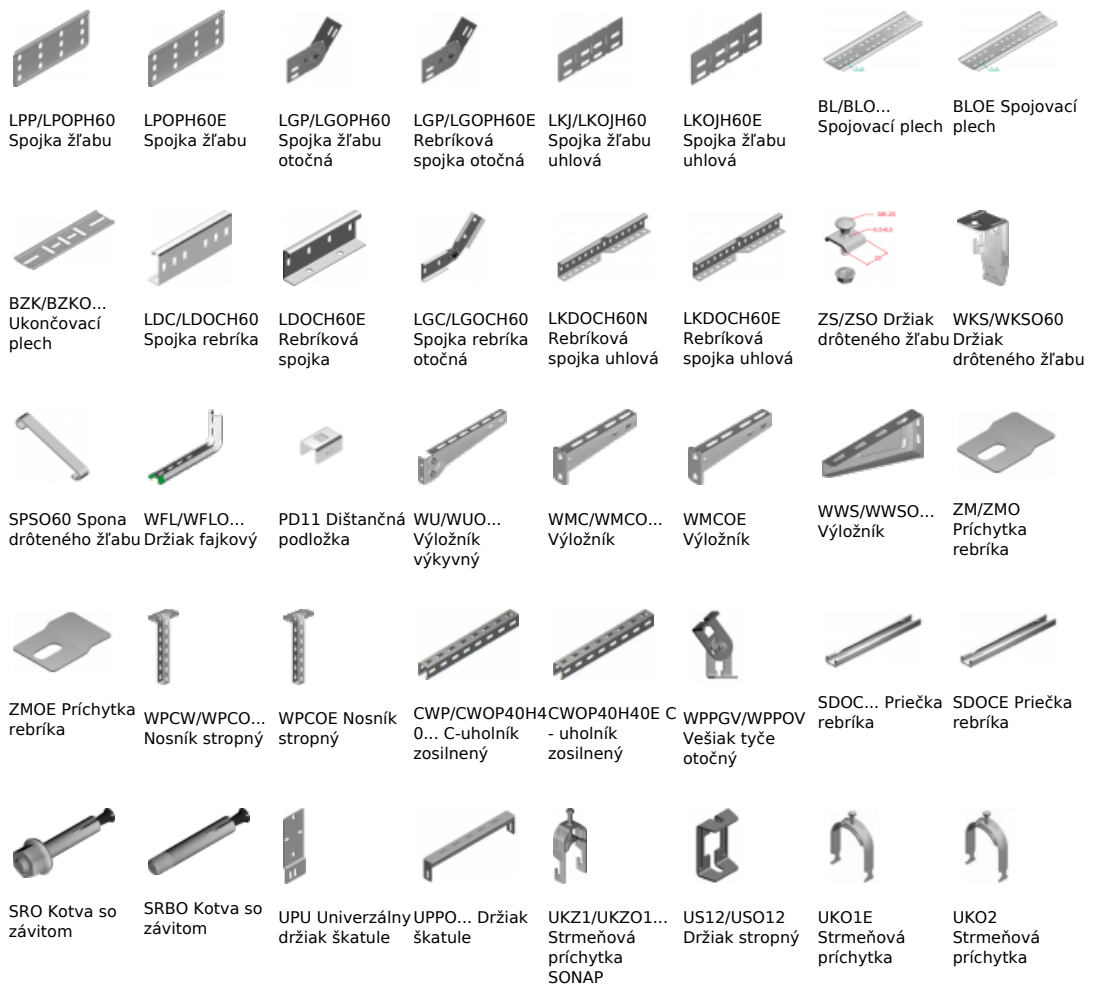 LPP/LPOPH60
Spojka žľabu
LPOPH60E
Spojka žľabu
LGP/LGOPH60
Spojka žľabu
otočná
LGP/LGOPH60E
Rebríková
spojka otočná
LKJ/LKOJH60
Spojka žľabu
uhlová
LKOJH60E
Spojka žľabu
uhlová
BL/BLO...
Spojovací plech
BLOE Spojovací
plech
BZK/BZKO...
Ukončovací
plech
LDC/LDOCH60
Spojka rebríka
LDOCH60E
Rebríková
spojka
LGC/LGOCH60
Spojka rebríka
otočná
LKDOCH60N
Rebríková
spojka uhlová
LKDOCH60E
Rebríková
spojka uhlová
ZS/ZSO Držiak
drôteného žľabu
WKS/WKSO60
Držiak
drôteného žľabu
SPSO60 Spona
drôteného žľabu
WFL/WFLO...
Držiak fajkový
PD11 Dištančná
podložka
WU/WUO...
Výložník
výkyvný
WMC/WMCO...
Výložník
WMCOE
Výložník
WWS/WWSO...
Výložník
ZM/ZMO
Príchytka
rebríka
ZMOE Príchytka
rebríka
WPCW/WPCO...
Nosník stropný
WPCOE Nosník
stropný
CWP/CWOP40H4
0... C-uholník
zosilnený
CWOP40H40E C
- uholník
zosilnený
WPPGV/WPPOV
Vešiak tyče
otočný
SDOC... Priečka
rebríka
SDOCE Priečka
rebríka
SRO Kotva so
závitom
SRBO Kotva so
závitom
UPU Univerzálny
držiak škatule
UPPO... Držiak
škatule
UKZ1/UKZO1...
Strmeňová
príchytka
SONAP
US12/USO12
Držiak stropný
UKO1E
Strmeňová
príchytka
UKO2
Strmeňová
príchytka